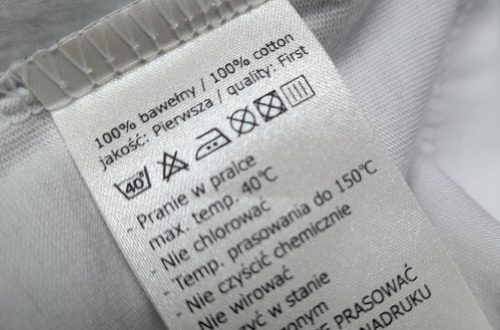 100% bawełny / 100% cotton
jakość: Pierwsza / quality: First
40°
- Pranie w pralce
max. temp. 40℃
- Nie chlorować
- Temp. prasowania do 150℃
- Nie czyścić chemicznie
- Nie wirować
w stanie
PRASOWAĆ
NADRUKU